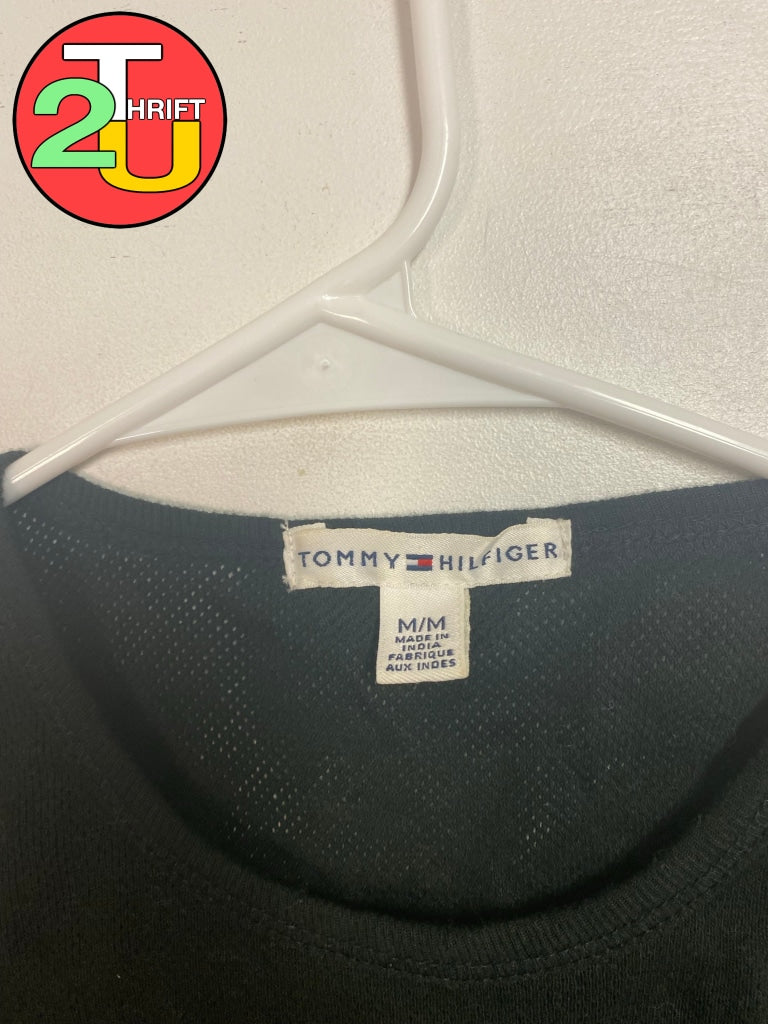 2 THRIFT U
TOMMY HILFIGER
M/M
MADE IN
INDIA
FABRIQUE
AUX INDES